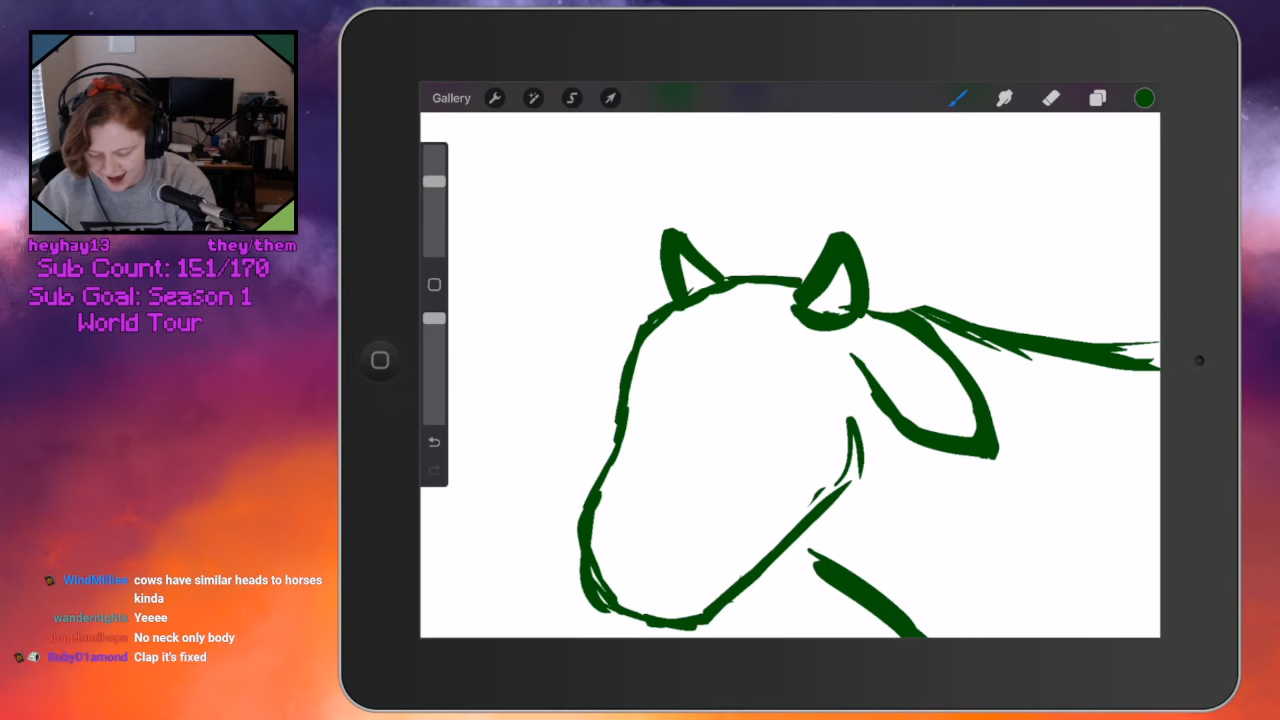 Gallery
heyhay13 they/them
Sub Count: 151/170
Sub Goal: Season 1
World Tour
WindMillee cows have similar heads to horses
kinda
wandernights Yeeee
No neck only body
RubyD1amond Clap it's fixed